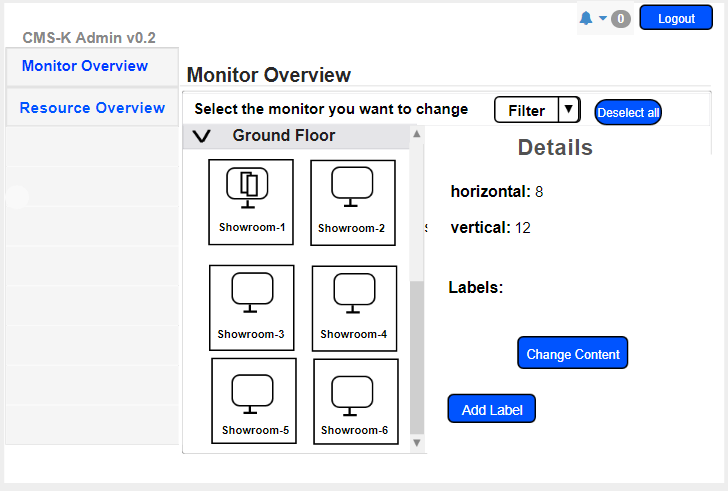 0
Logout
CMS-K Admin v0.2
Monitor Overview
Resource Overview
Monitor Overview
Select the monitor you want to change
Filter
Deselect all
Ground Floor
Showroom-1
Showroom-2
Showroom-3
Showroom-4
Showroom-5
Showroom-6
Details
horizontal: 8
vertical: 12
Labels:
Change Content
Add Label